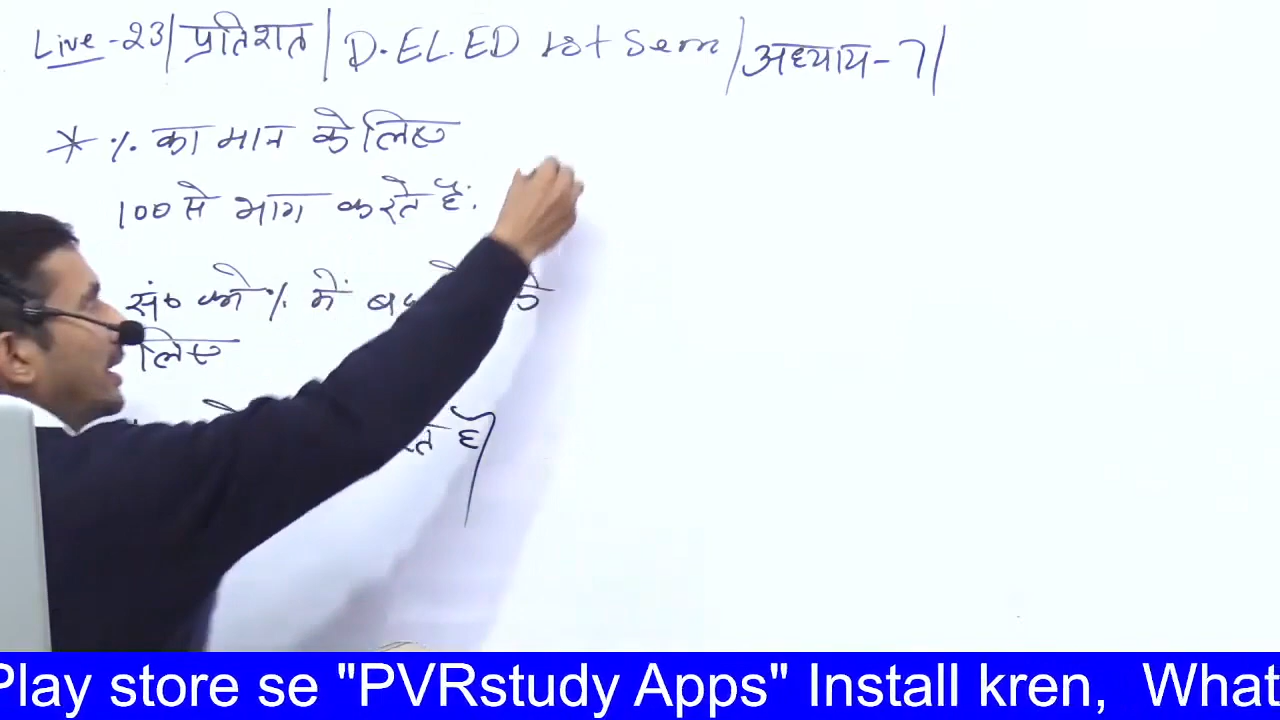 Live-23|प्रतिशत|D.EL.ED 1st Sem|अध्याय-7|
* % का मान के लिए
100 से भाग करते हैं:
सं० को % में के
लिए
है
Play store se "PVRstudy Apps" Install kren, What